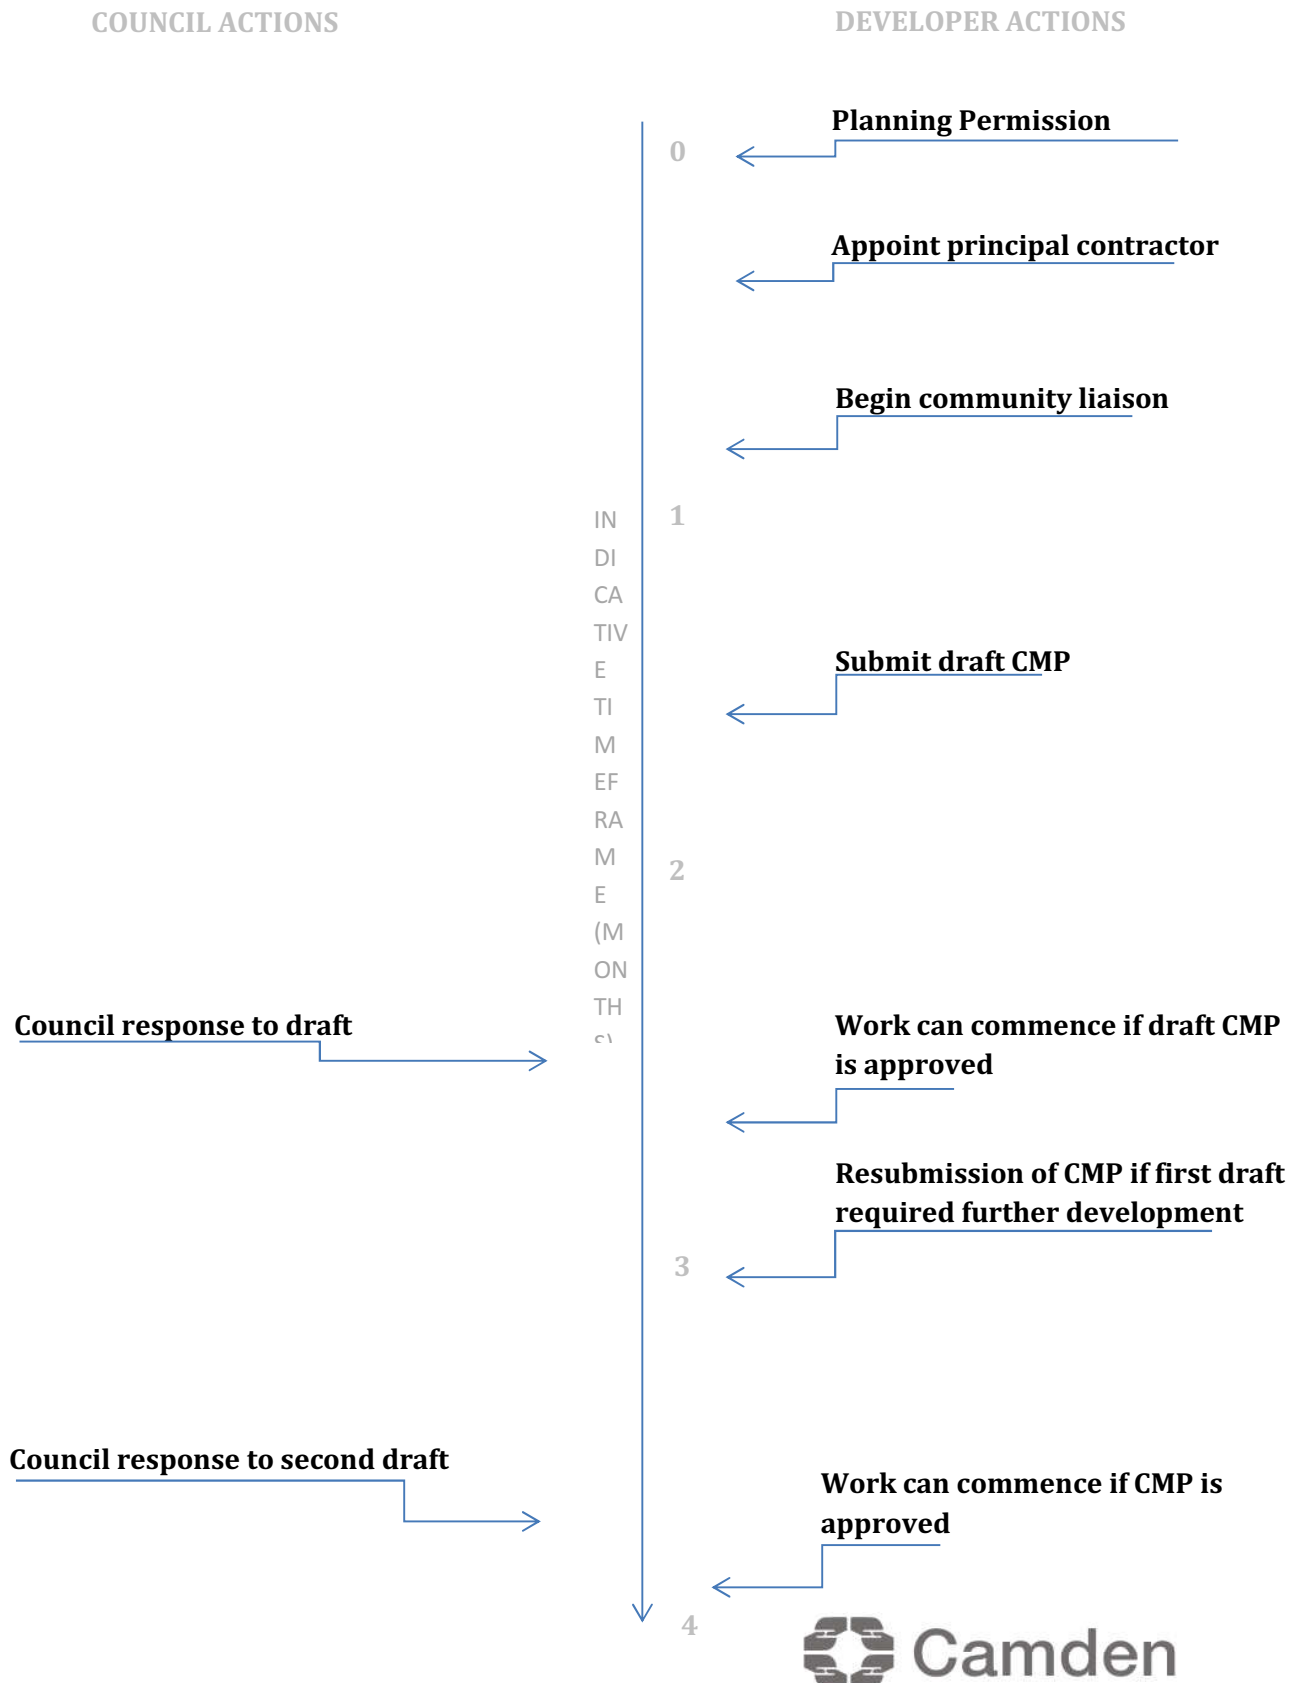 COUNCIL ACTIONS
DEVELOPER ACTIONS
Planning Permission
0
Appoint principal contractor
Begin community liaison
1
IN
DI
CA
TIV
E
TI
M
EF
RA
M
E
(M
ON
TH
S)
Submit draft CMP
2
Council response to draft
Work can commence if draft CMP
is approved
Resubmission of CMP if first draft
required further development
3
Council response to second draft
Work can commence if CMP is
approved
4
Camden